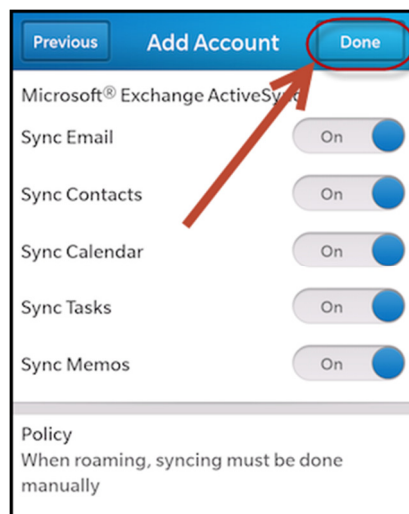 Previous Add Account Done
Microsoft® Exchange ActiveSync
Sync Email On
Sync Contacts On
Sync Calendar On
Sync Tasks On
Sync Memos On
Policy
When roaming, syncing must be done
manually